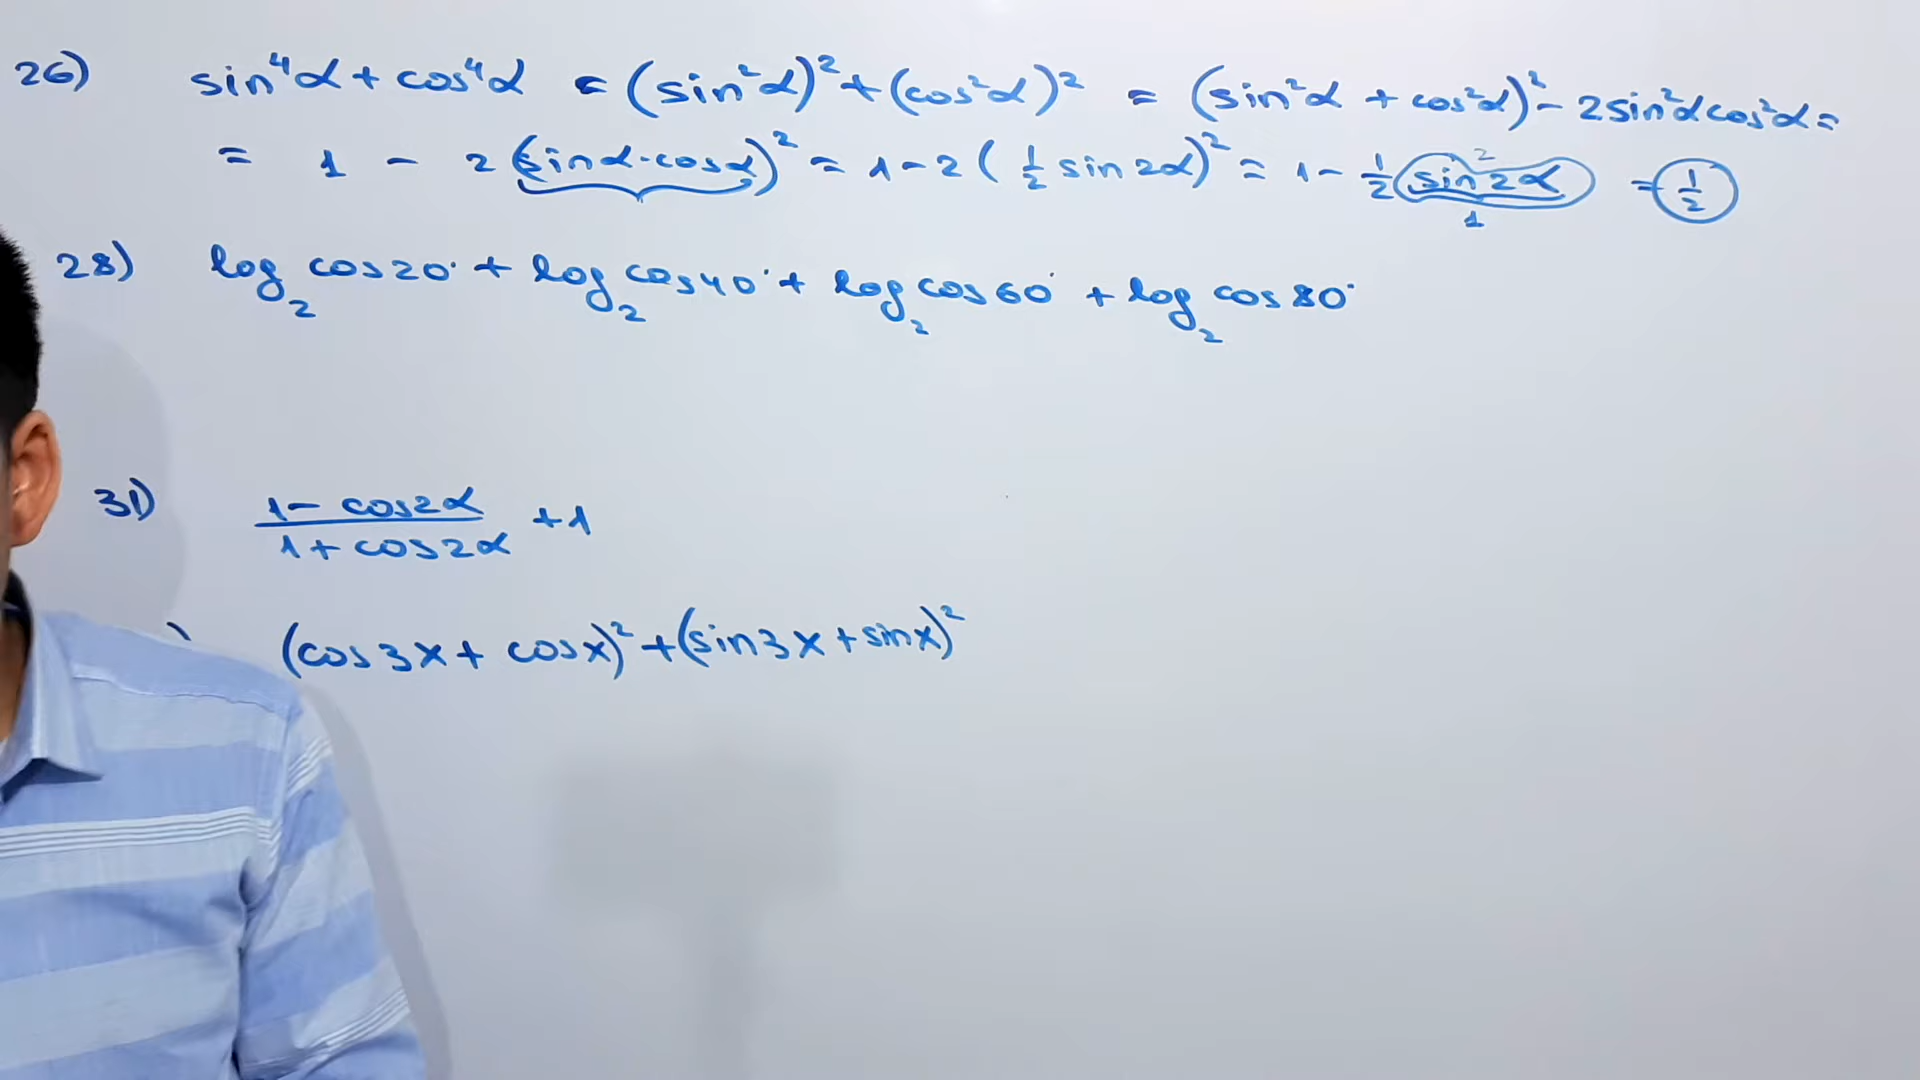 26) sin⁴α + cos⁴α = (sin²α)² + (cos²α)² = (sin²α + cos²α)² - 2sin²αcos²α =
= 1 - 2(sinα·cosα)² = 1 - 2(1/2 sin2α)² = 1 - 1/2 sin²2α = 1/2
1
28) log₂cos20° + log₂cos40° + log₂cos60° + log₂cos80°
31) (1 - cos2α)/(1 + cos2α) + 1
) (cos3x + cosx)² + (sin3x + sinx)²